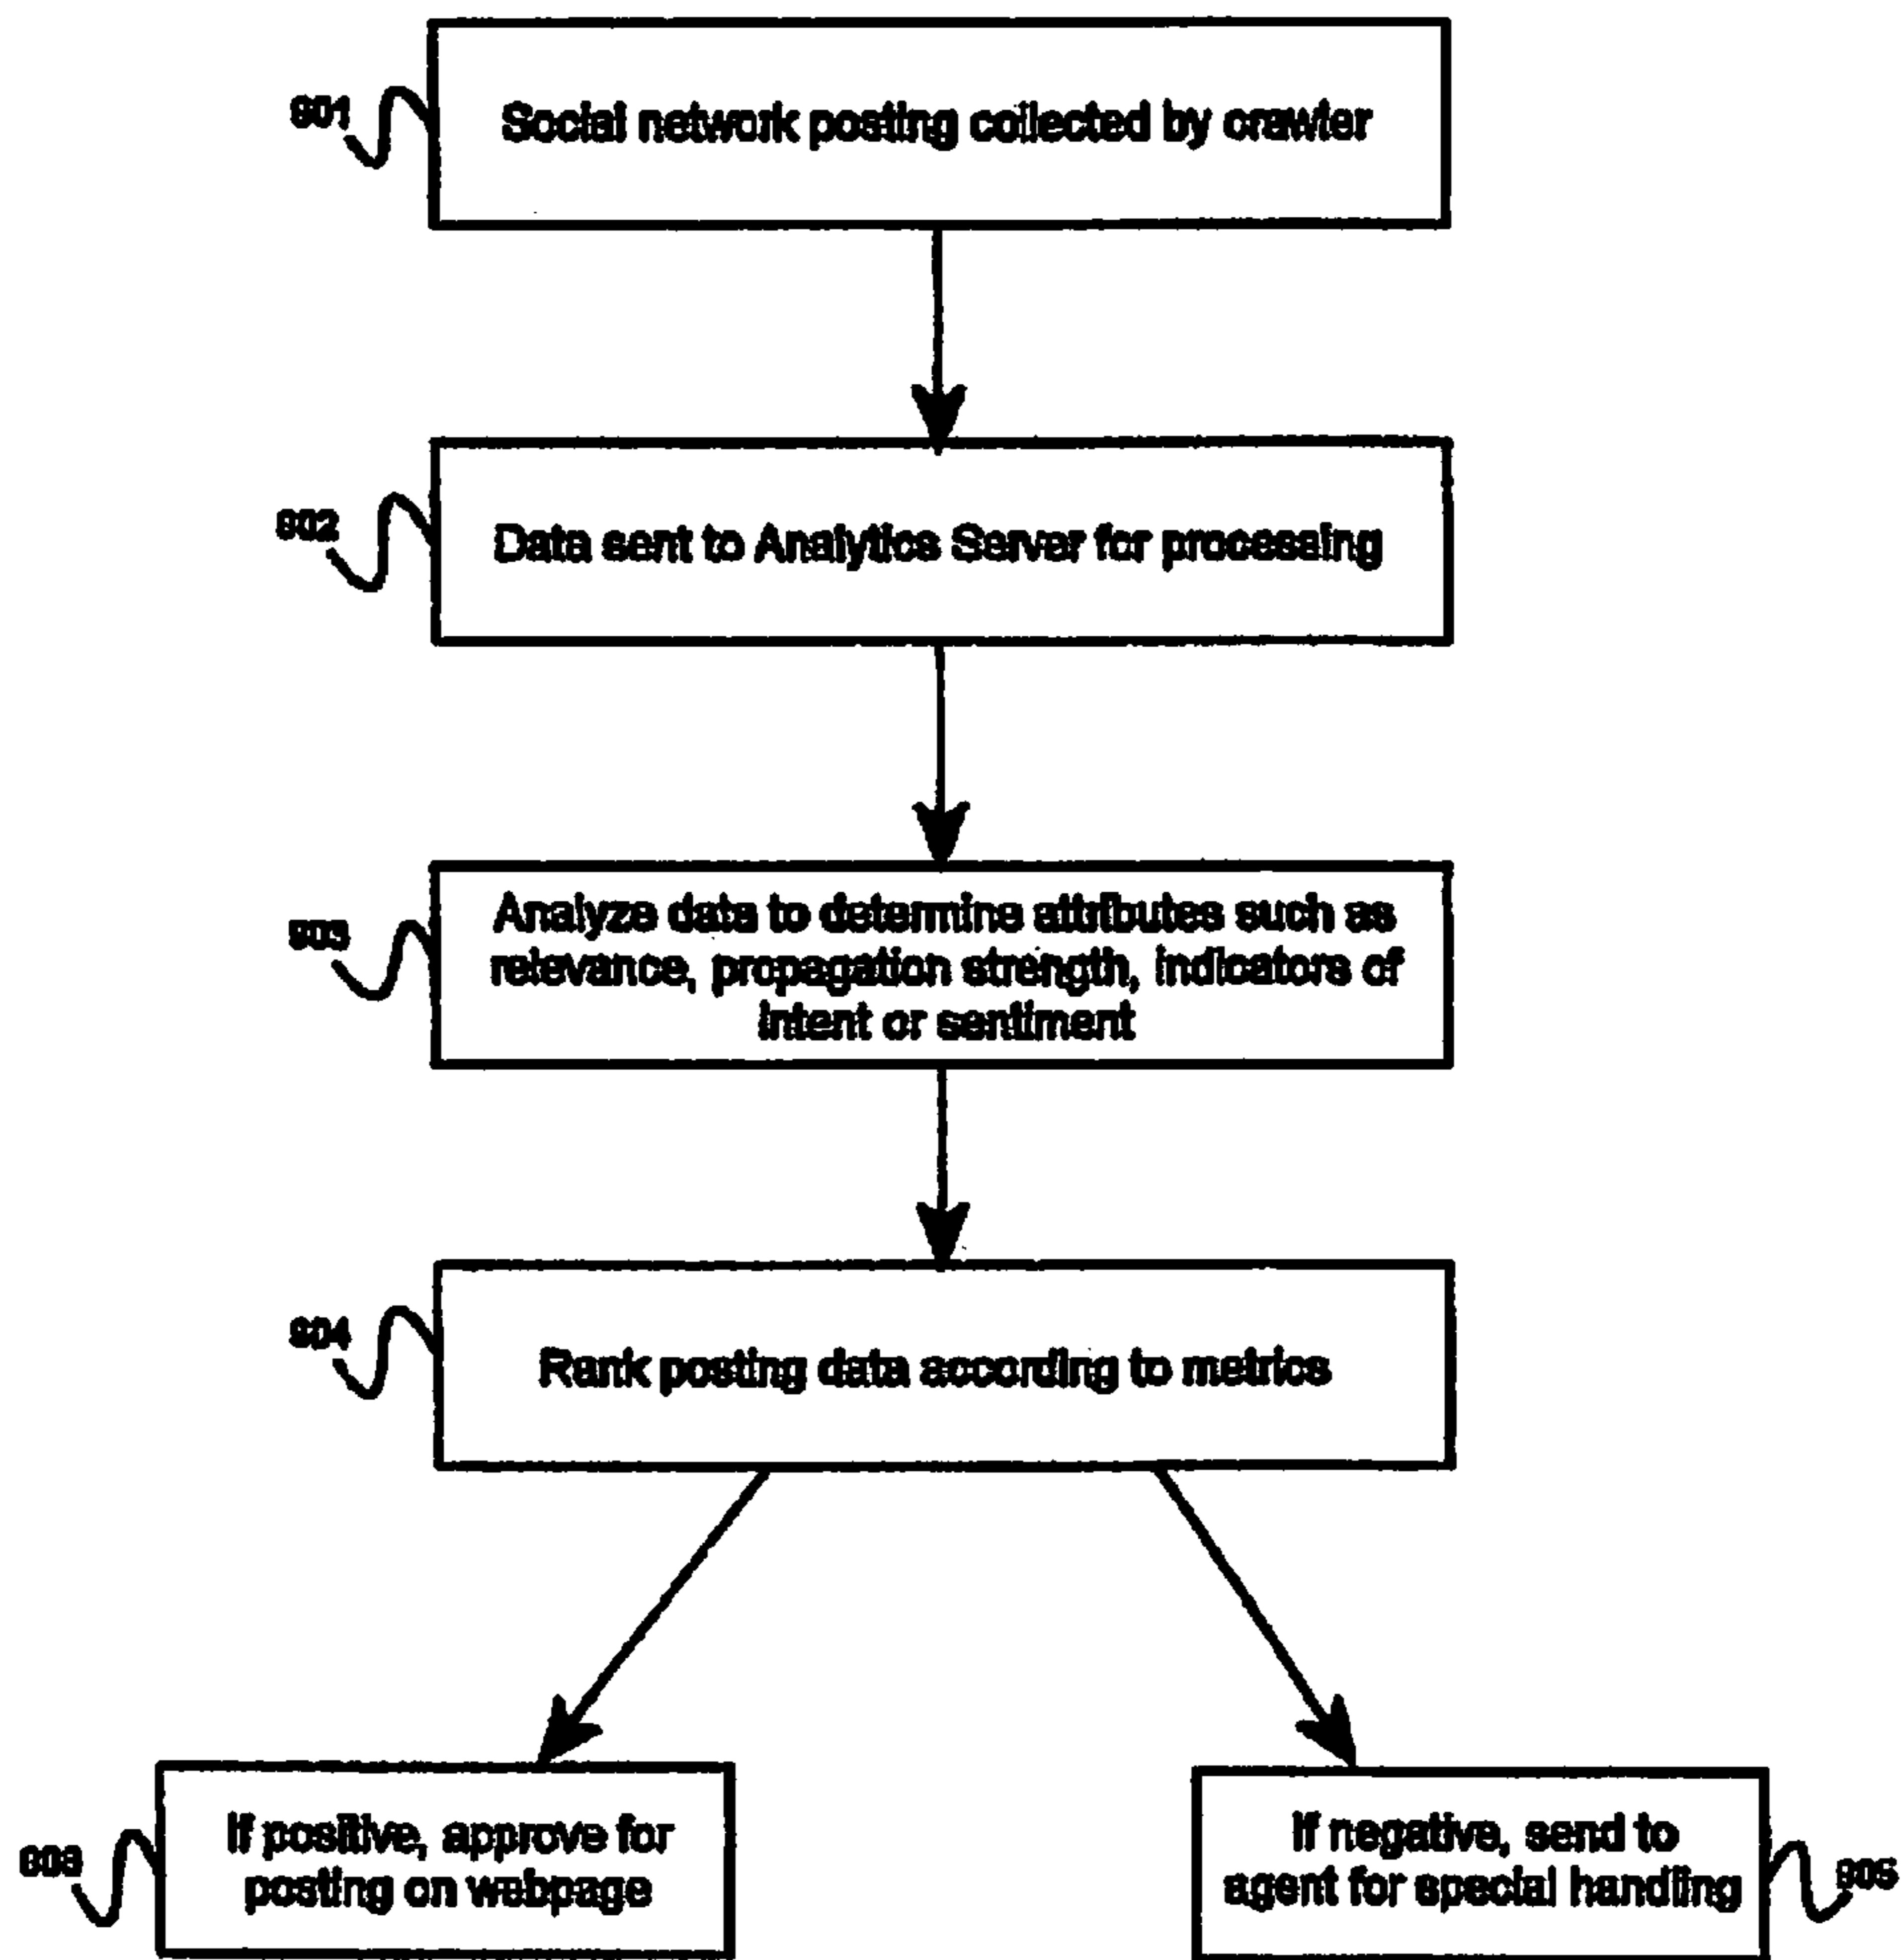 901
Social network posting collected by crawler
902
Data sent to Analytics Server for processing
903
Analyze data to determine attributes such as
relevance, propagation strength, indicators of
intent or sentiment
904
Rank posting data according to metrics
If positive, approve for
posting on webpage
If negative, send to
agent for special handling